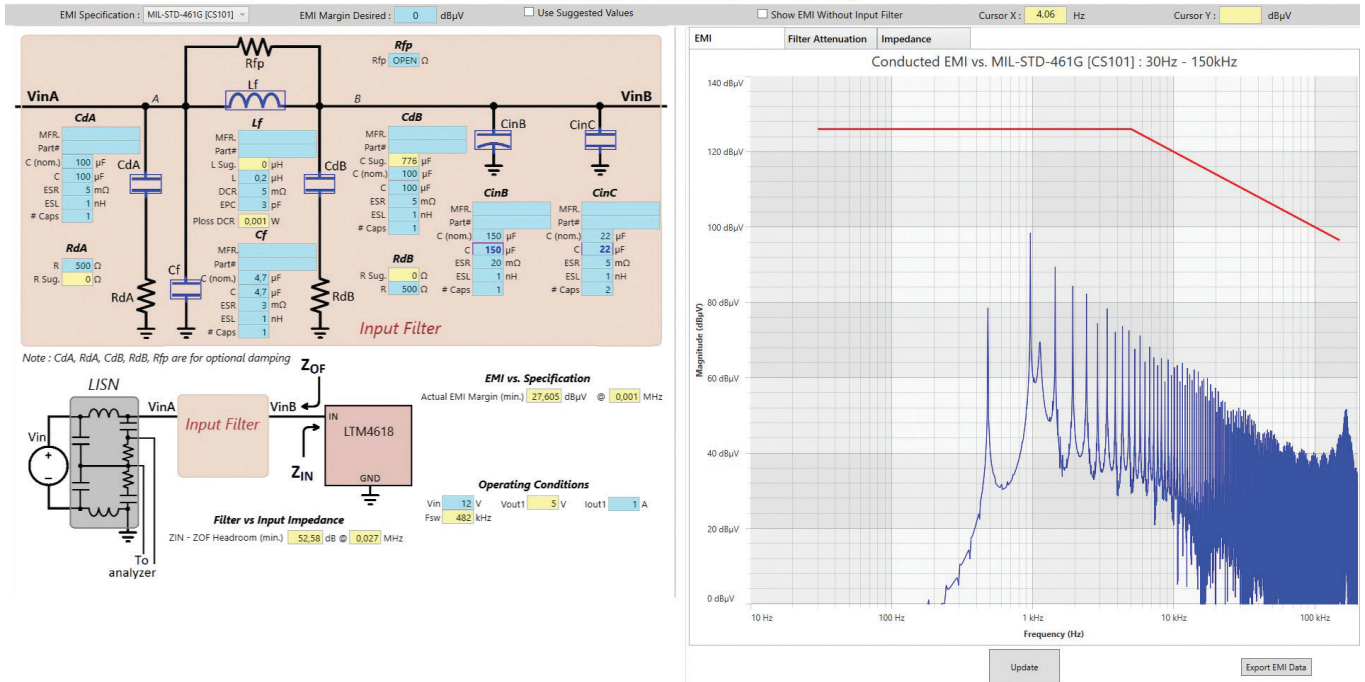 EMI Specification : MIL-STD-461G [CS101]
EMI Margin Desired : 0 dBµV
Use Suggested Values
Show EMI Without Input Filter
Cursor X : 4.06 Hz
Cursor Y : dBµV
Rfp
Rfp
Rfp OPEN Ω
Lf
VinA
A
B
VinB
CdA
MFR.
Part#
C (nom.) 100 µF
C 100 µF
ESR 5 mΩ
ESL 1 nH
# Caps 1
CdA
RdA
R 500 Ω
R Sug. 0 Ω
RdA
Lf
MFR.
Part#
L Sug. 0 µH
L 0,2 µH
DCR 5 mΩ
EPC 3 pF
Ploss DCR 0,001 W
Cf
MFR.
Part#
C (nom.) 4,7 µF
C 4,7 µF
ESR 3 mΩ
ESL 1 nH
# Caps 1
Cf
CdB
CdB
MFR.
Part#
C Sug. 776 µF
C (nom.) 100 µF
C 100 µF
ESR 5 mΩ
ESL 1 nH
# Caps 1
RdB
R Sug. 0 Ω
R 500 Ω
RdB
CinB
CinC
CinB
MFR.
Part#
C (nom.) 150 µF
C 150 µF
ESR 20 mΩ
ESL 1 nH
# Caps 1
CinC
MFR.
Part#
C (nom.) 22 µF
C 22 µF
ESR 5 mΩ
ESL 1 nH
# Caps 2
Input Filter
Note : CdA, RdA, CdB, RdB, Rfp are for optional damping
LISN
Vin
VinA
Input Filter
VinB
ZOF
ZIN
IN
LTM4618
GND
To
analyzer
EMI vs. Specification
Actual EMI Margin (min.) 27,605 dBµV @ 0,001 MHz
Operating Conditions
Vin 12 V Vout1 5 V Iout1 1 A
Fsw 482 kHz
Filter vs Input Impedance
ZIN - ZOF Headroom (min.) 52,58 dB @ 0,027 MHz
EMI
Filter Attenuation
Impedance
Conducted EMI vs. MIL-STD-461G [CS101] : 30Hz - 150kHz
Magnitude (dBµV)
140 dBµV
120 dBµV
100 dBµV
80 dBµV
60 dBµV
40 dBµV
20 dBµV
0 dBµV
10 Hz
100 Hz
1 kHz
10 kHz
100 kHz
Frequency (Hz)
Update
Export EMI Data